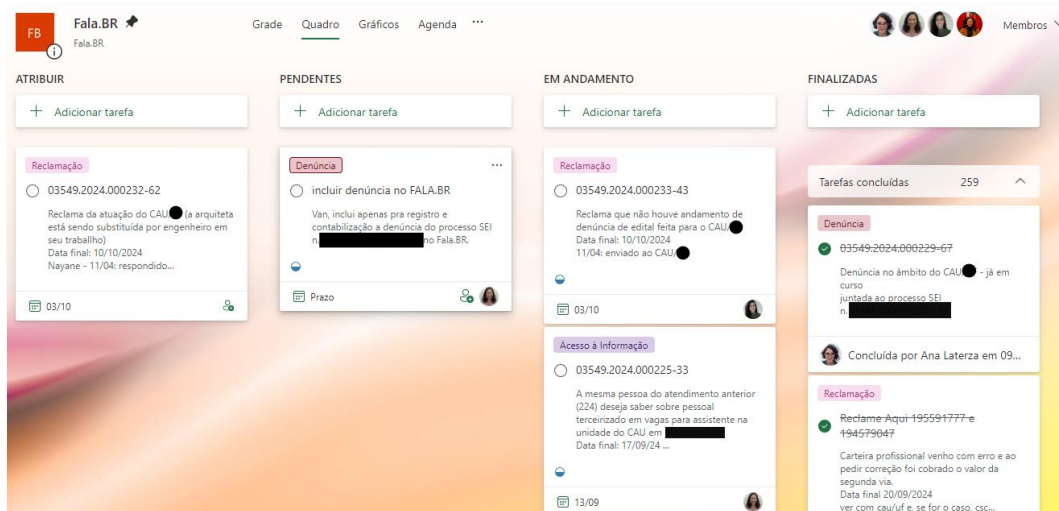 FB
Fala.BR
Fala.BR
Grade Quadro Gráficos Agenda ...
Membros
ATRIBUIR
Adicionar tarefa
Reclamação
03549.2024.000232-62
Reclama da atuação do CAU (a arquiteta
está sendo substituída por engenheiro em
seu traballho)
Data final: 10/10/2024
Nayane - 11/04: respondido...
03/10
PENDENTES
Adicionar tarefa
Denúncia
...
incluir denúncia no FALA.BR
Van, inclui apenas pra registro e
contabilização a denúncia do processo SEI
n. no Fala.BR.
Prazo
EM ANDAMENTO
Adicionar tarefa
Reclamação
03549.2024.000233-43
Reclama que não houve andamento de
denúncia de edital feita para o CAU/
Data final: 10/10/2024
11/04: enviado ao CAU/
03/10
Acesso à Informação
03549.2024.000225-33
A mesma pessoa do atendimento anterior
(224) deseja saber sobre pessoal
terceirizado em vagas para assistente na
unidade do CAU em
Data final: 17/09/24 ...
13/09
FINALIZADAS
Adicionar tarefa
Tarefas concluídas 259
Denúncia
03549.2024.000229-67
Denúncia no âmbito do CAU - já em
curso
juntada ao processo SEI
n.
Concluída por Ana Laterza em 09...
Reclamação
Reclame Aqui 195591777 e
194579047
Carteira profissional venho com erro e ao
pedir correção foi cobrado o valor da
segunda via.
Data final 20/09/2024
ver com cau/uf e, se for o caso, csc...